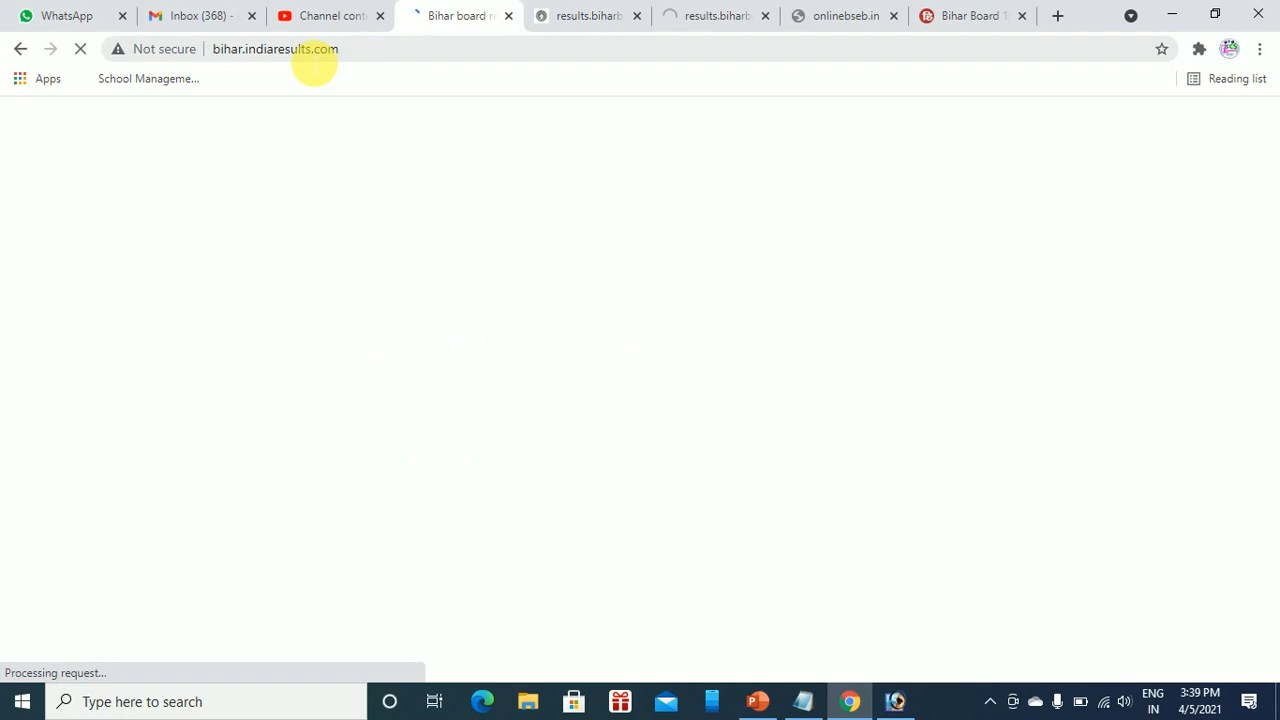 WhatsApp
Inbox (368) -
Channel cont
Bihar board re
results.biharb
results.biharb
onlinebseb.in
Bihar Board 1
Not secure
bihar.indiaresults.com
Apps
School Manageme...
Reading list
Processing request...
Type here to search
ENG
IN
3:39 PM
4/5/2021